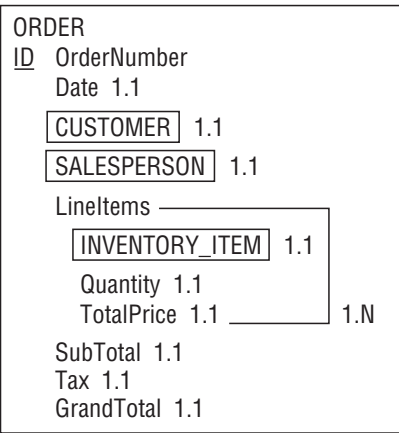 ORDER
ID OrderNumber
Date 1.1
CUSTOMER 1.1
SALESPERSON 1.1
LineItems
INVENTORY_ITEM 1.1
Quantity 1.1
TotalPrice 1.1 1.N
SubTotal 1.1
Tax 1.1
GrandTotal 1.1